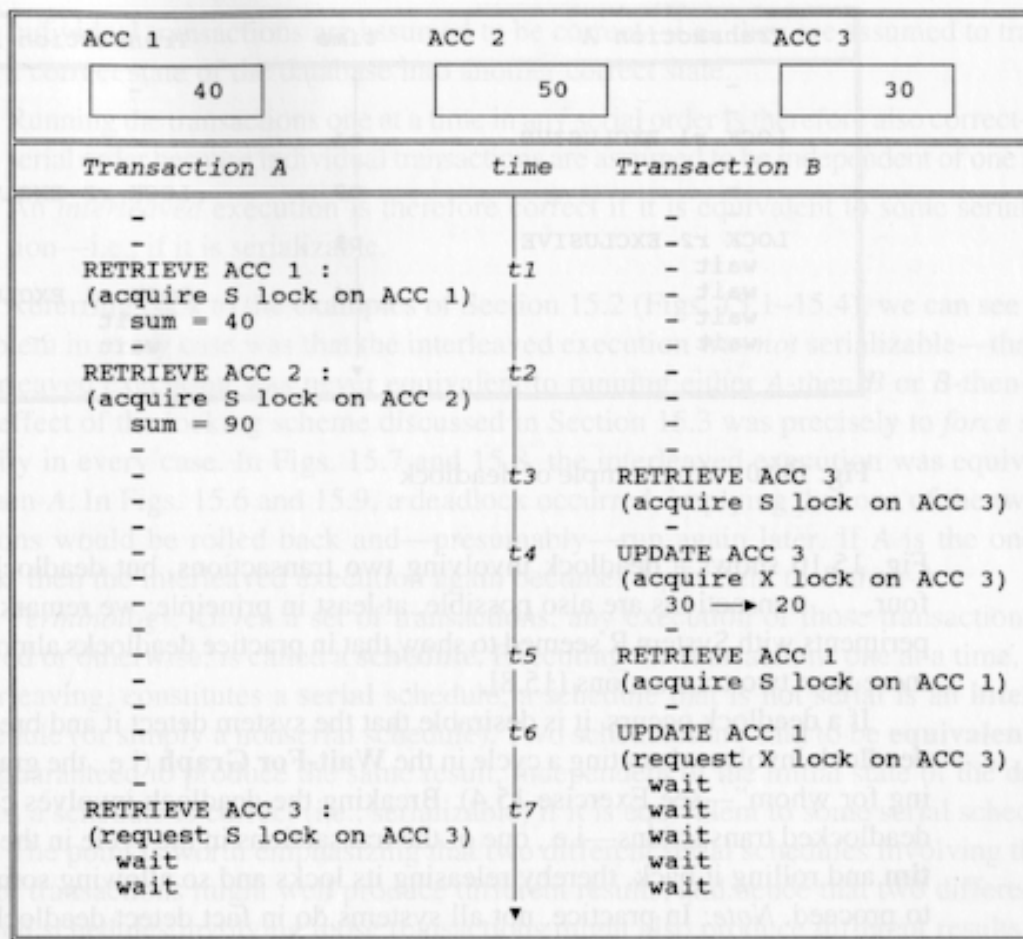 ACC 1 ACC 2 ACC 3
40 50 30
Transaction A time Transaction B
- -
- -
RETRIEVE ACC 1 : t1 -
(acquire S lock on ACC 1) -
sum = 40 -
- -
RETRIEVE ACC 2 : t2 -
(acquire S lock on ACC 2) -
sum = 90 -
- -
- t3 RETRIEVE ACC 3
- (acquire S lock on ACC 3)
- -
- t4 UPDATE ACC 3
- (acquire X lock on ACC 3)
- 30 → 20
- t5 RETRIEVE ACC 1
- (acquire S lock on ACC 1)
- -
- t6 UPDATE ACC 1
- (request X lock on ACC 3)
- wait
RETRIEVE ACC 3 : t7 wait
(request S lock on ACC 3) wait
wait wait
wait wait